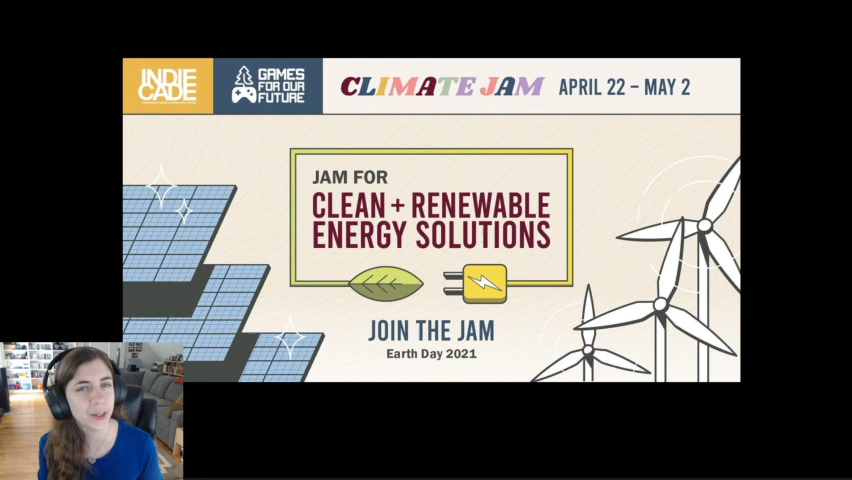 INDIE
CADE
GAMES
FOR OUR
FUTURE
CLIMATE JAM
APRIL 22 – MAY 2
JAM FOR
CLEAN + RENEWABLE
ENERGY SOLUTIONS
JOIN THE JAM
Earth Day 2021